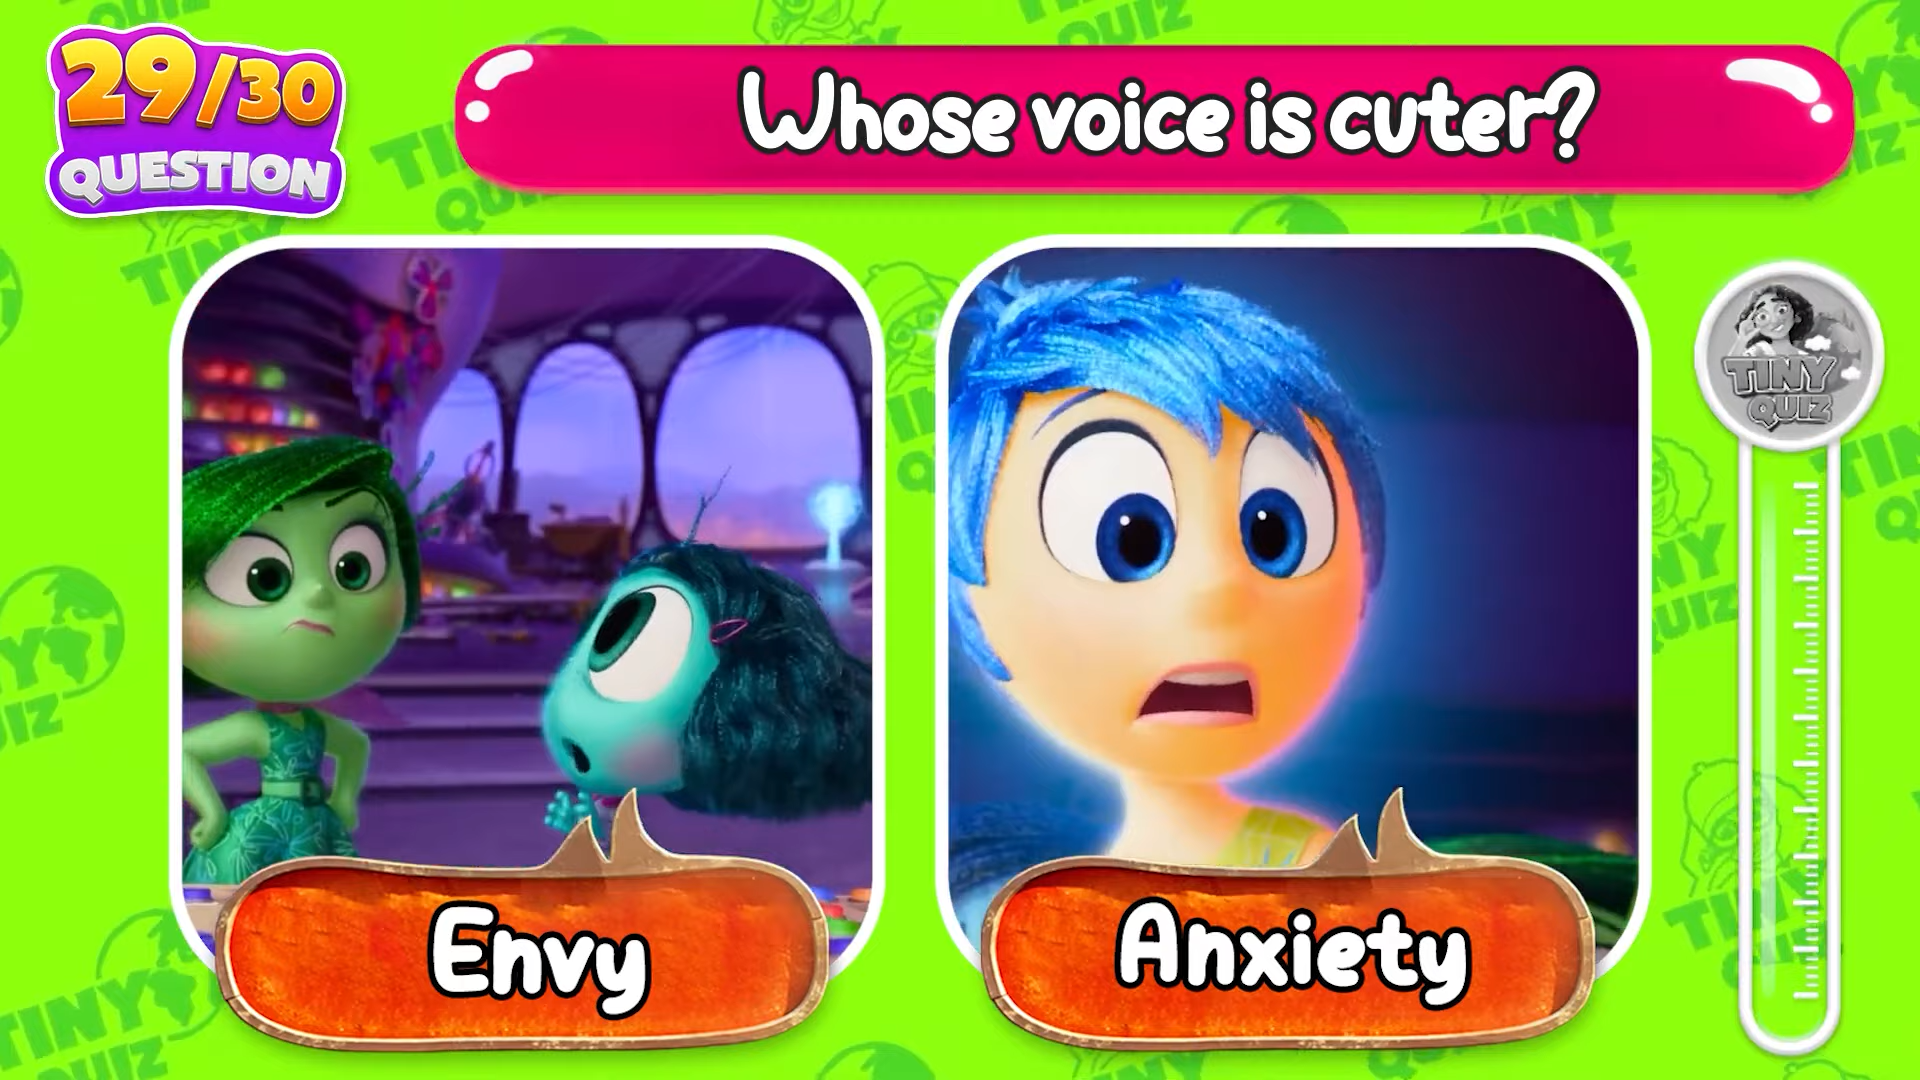 29/30
QUESTION
Whose voice is cuter?
TINY
QUIZ
Envy
Anxiety